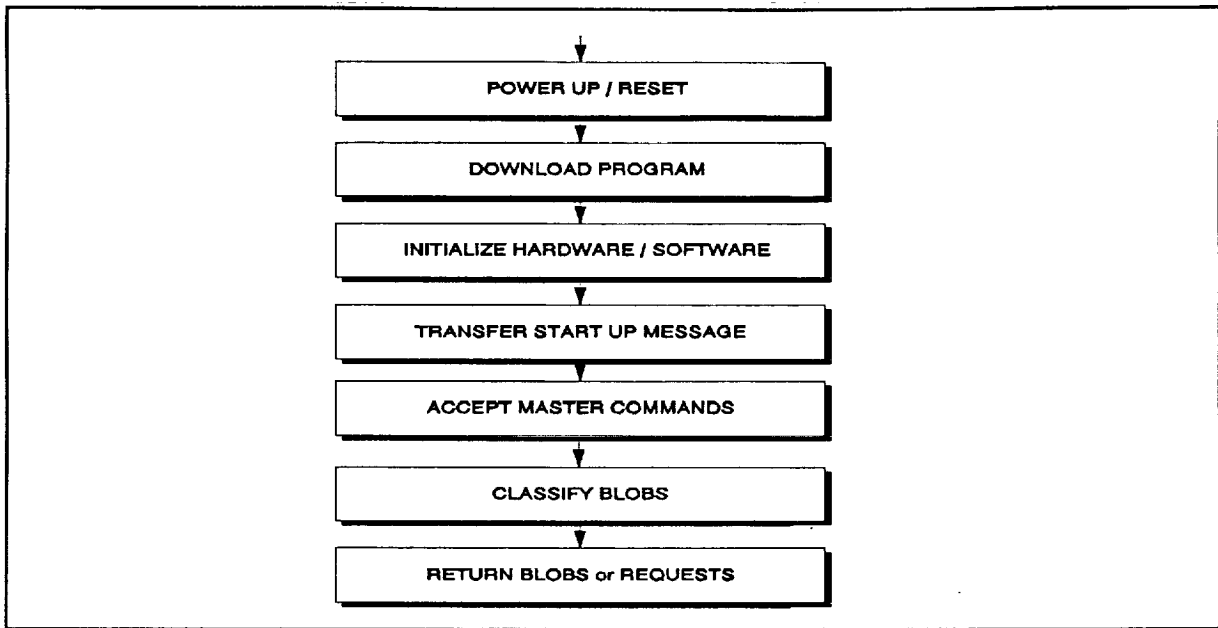 POWER UP / RESET
DOWNLOAD PROGRAM
INITIALIZE HARDWARE / SOFTWARE
TRANSFER START UP MESSAGE
ACCEPT MASTER COMMANDS
CLASSIFY BLOBS
RETURN BLOBS or REQUESTS